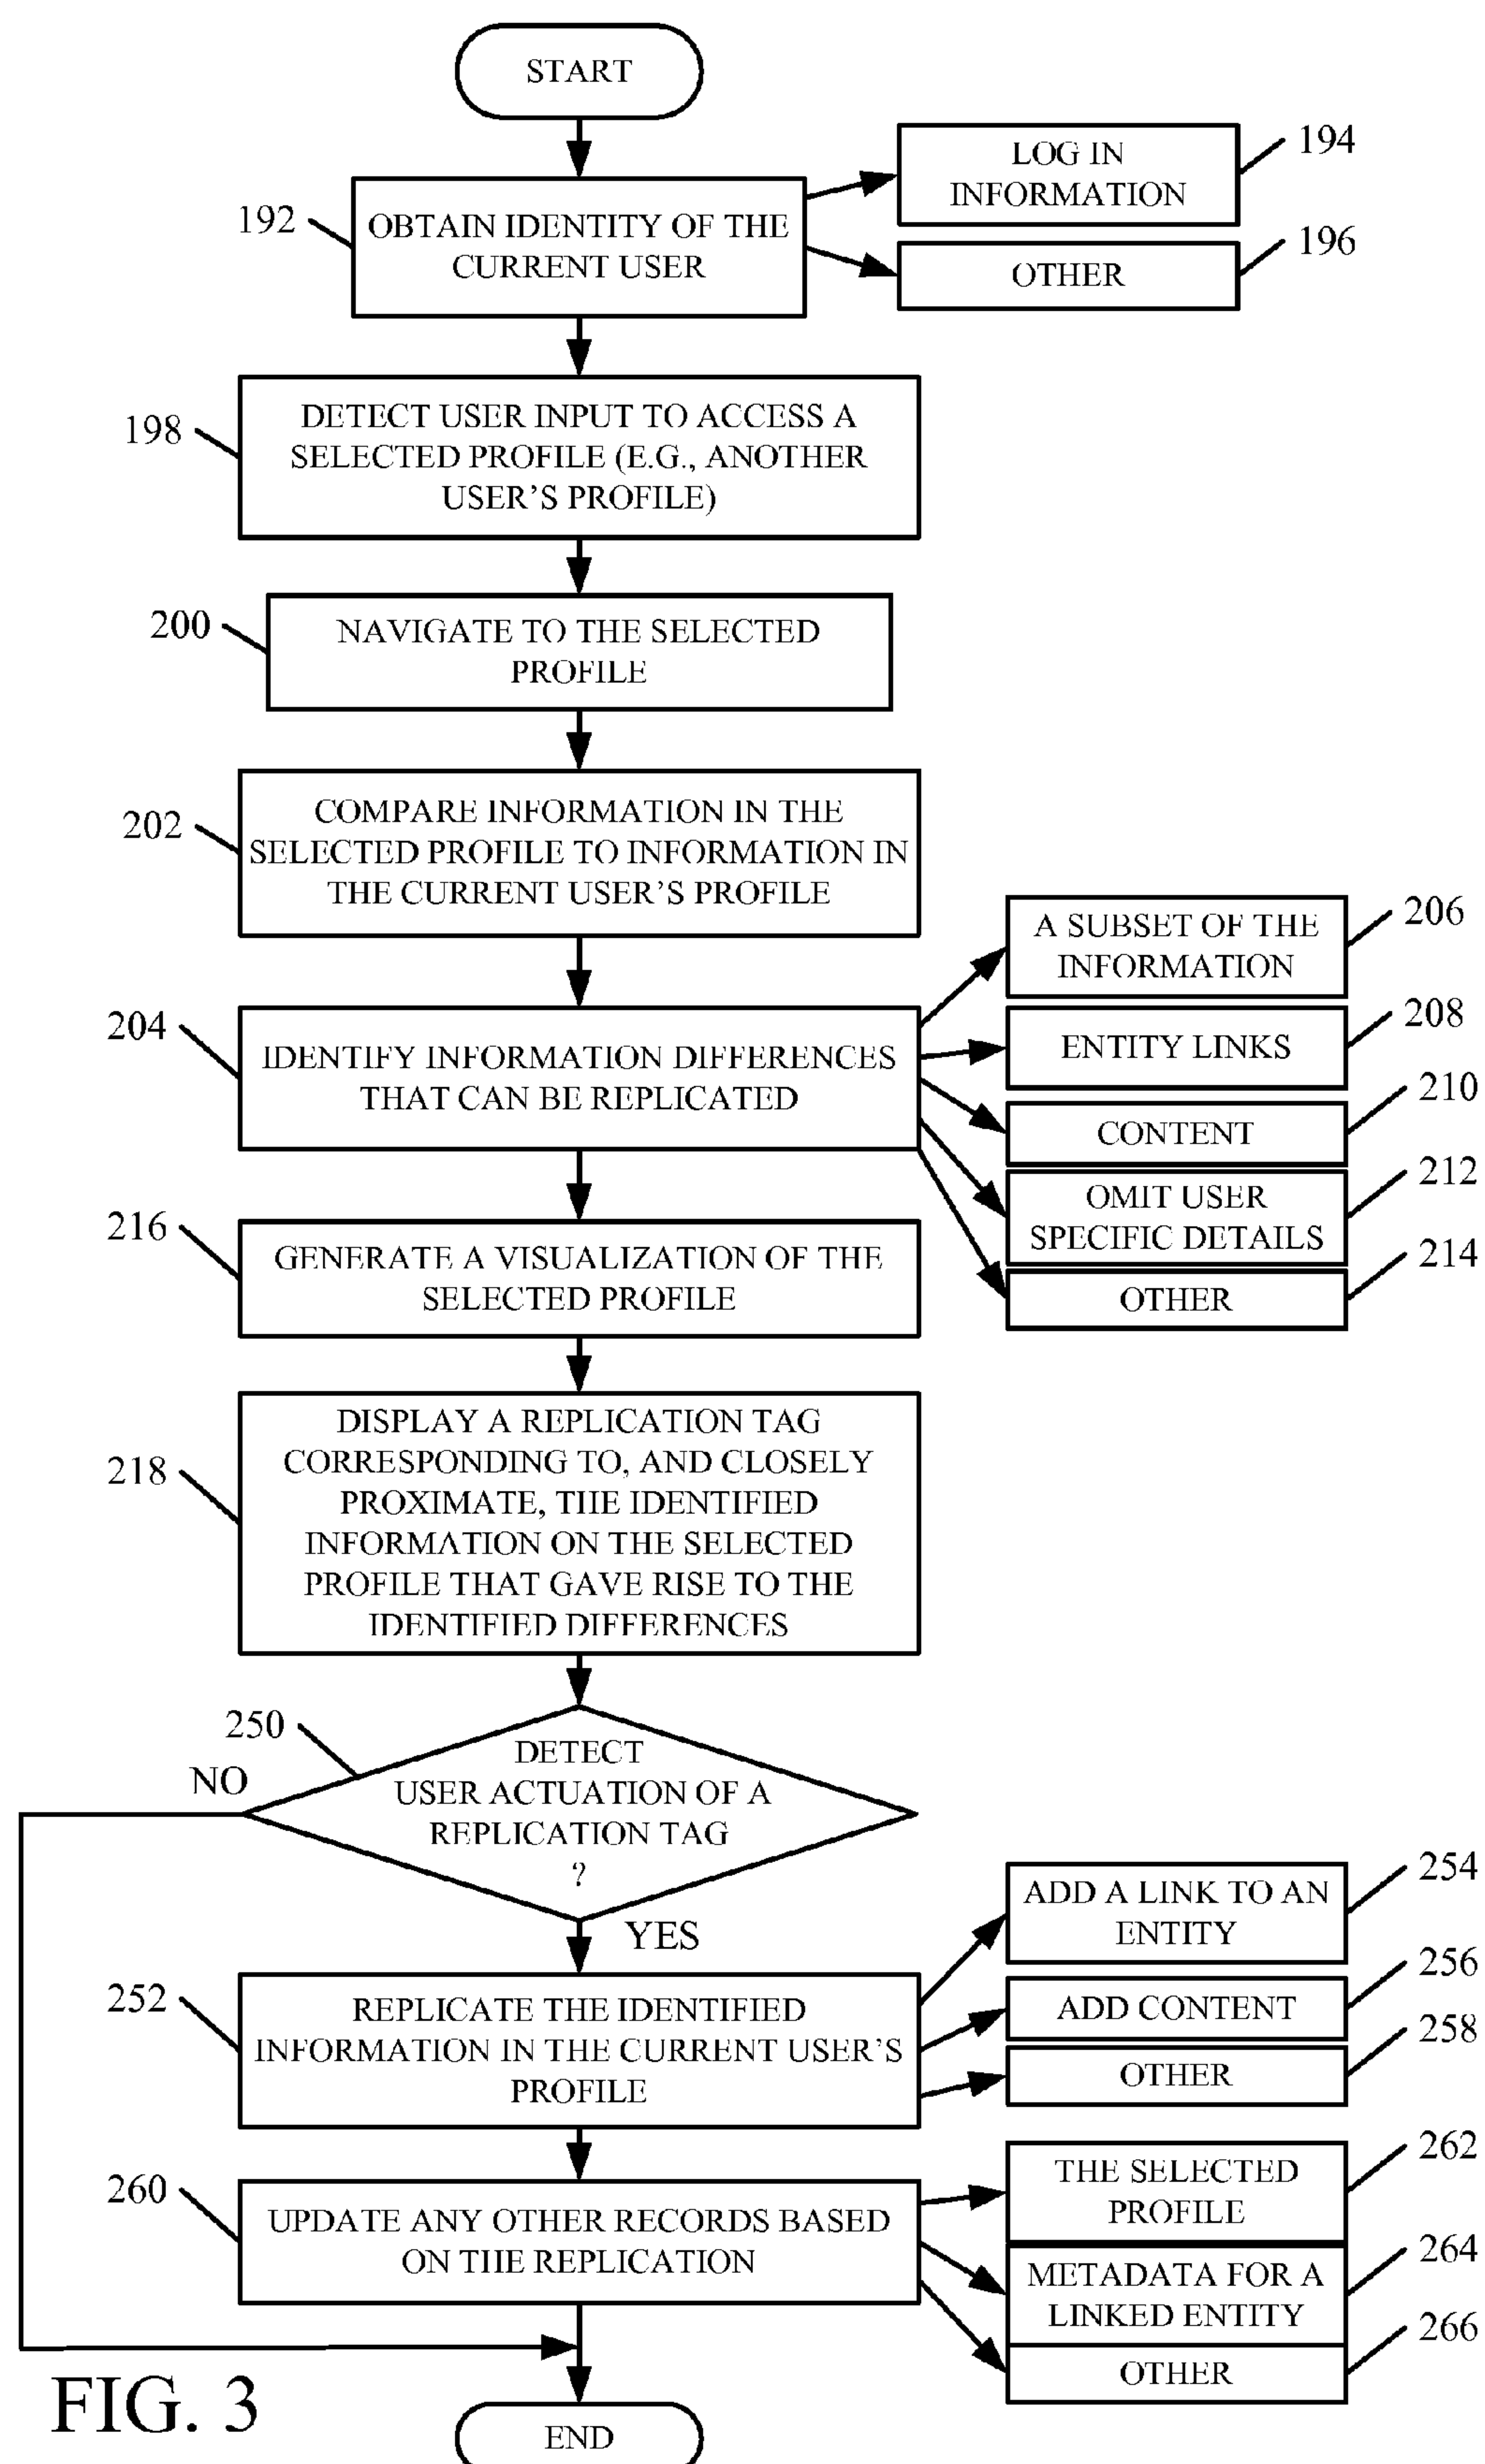 START
192
OBTAIN IDENTITY OF THE
CURRENT USER
LOG IN
INFORMATION
194
OTHER
196
198
DETECT USER INPUT TO ACCESS A
SELECTED PROFILE (E.G., ANOTHER
USER'S PROFILE)
200
NAVIGATE TO THE SELECTED
PROFILE
202
COMPARE INFORMATION IN THE
SELECTED PROFILE TO INFORMATION IN
THE CURRENT USER'S PROFILE
204
IDENTIFY INFORMATION DIFFERENCES
THAT CAN BE REPLICATED
A SUBSET OF THE
INFORMATION
206
ENTITY LINKS
208
CONTENT
210
OMIT USER
SPECIFIC DETAILS
212
OTHER
214
216
GENERATE A VISUALIZATION OF THE
SELECTED PROFILE
218
DISPLAY A REPLICATION TAG
CORRESPONDING TO, AND CLOSELY
PROXIMATE, THE IDENTIFIED
INFORMATION ON THE SELECTED
PROFILE THAT GAVE RISE TO THE
IDENTIFIED DIFFERENCES
250
DETECT
USER ACTUATION OF A
REPLICATION TAG
?
NO
YES
252
REPLICATE THE IDENTIFIED
INFORMATION IN THE CURRENT USER'S
PROFILE
ADD A LINK TO AN
ENTITY
254
ADD CONTENT
256
OTHER
258
260
UPDATE ANY OTHER RECORDS BASED
ON THE REPLICATION
THE SELECTED
PROFILE
262
METADATA FOR A
LINKED ENTITY
264
OTHER
266
END
FIG. 3